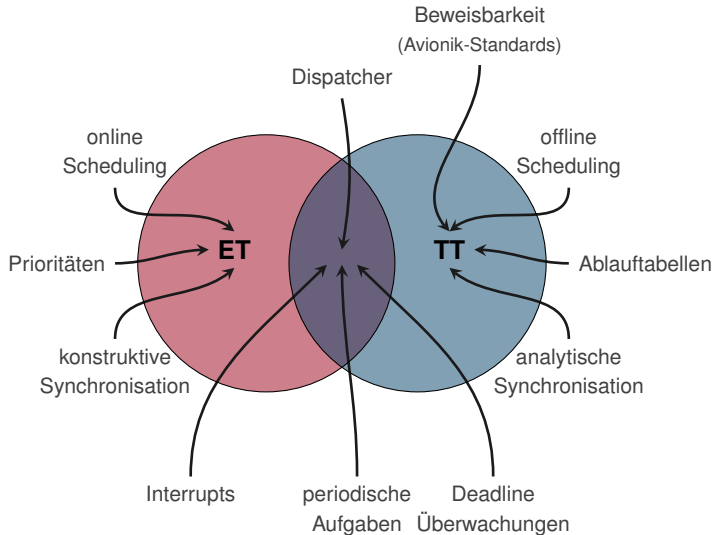 Beweisbarkeit
(Avionik-Standards)
Dispatcher
online
Scheduling
offline
Scheduling
ET
TT
Prioritäten
Ablauftabellen
konstruktive
Synchronisation
analytische
Synchronisation
Interrupts
periodische
Aufgaben
Deadline
Überwachungen